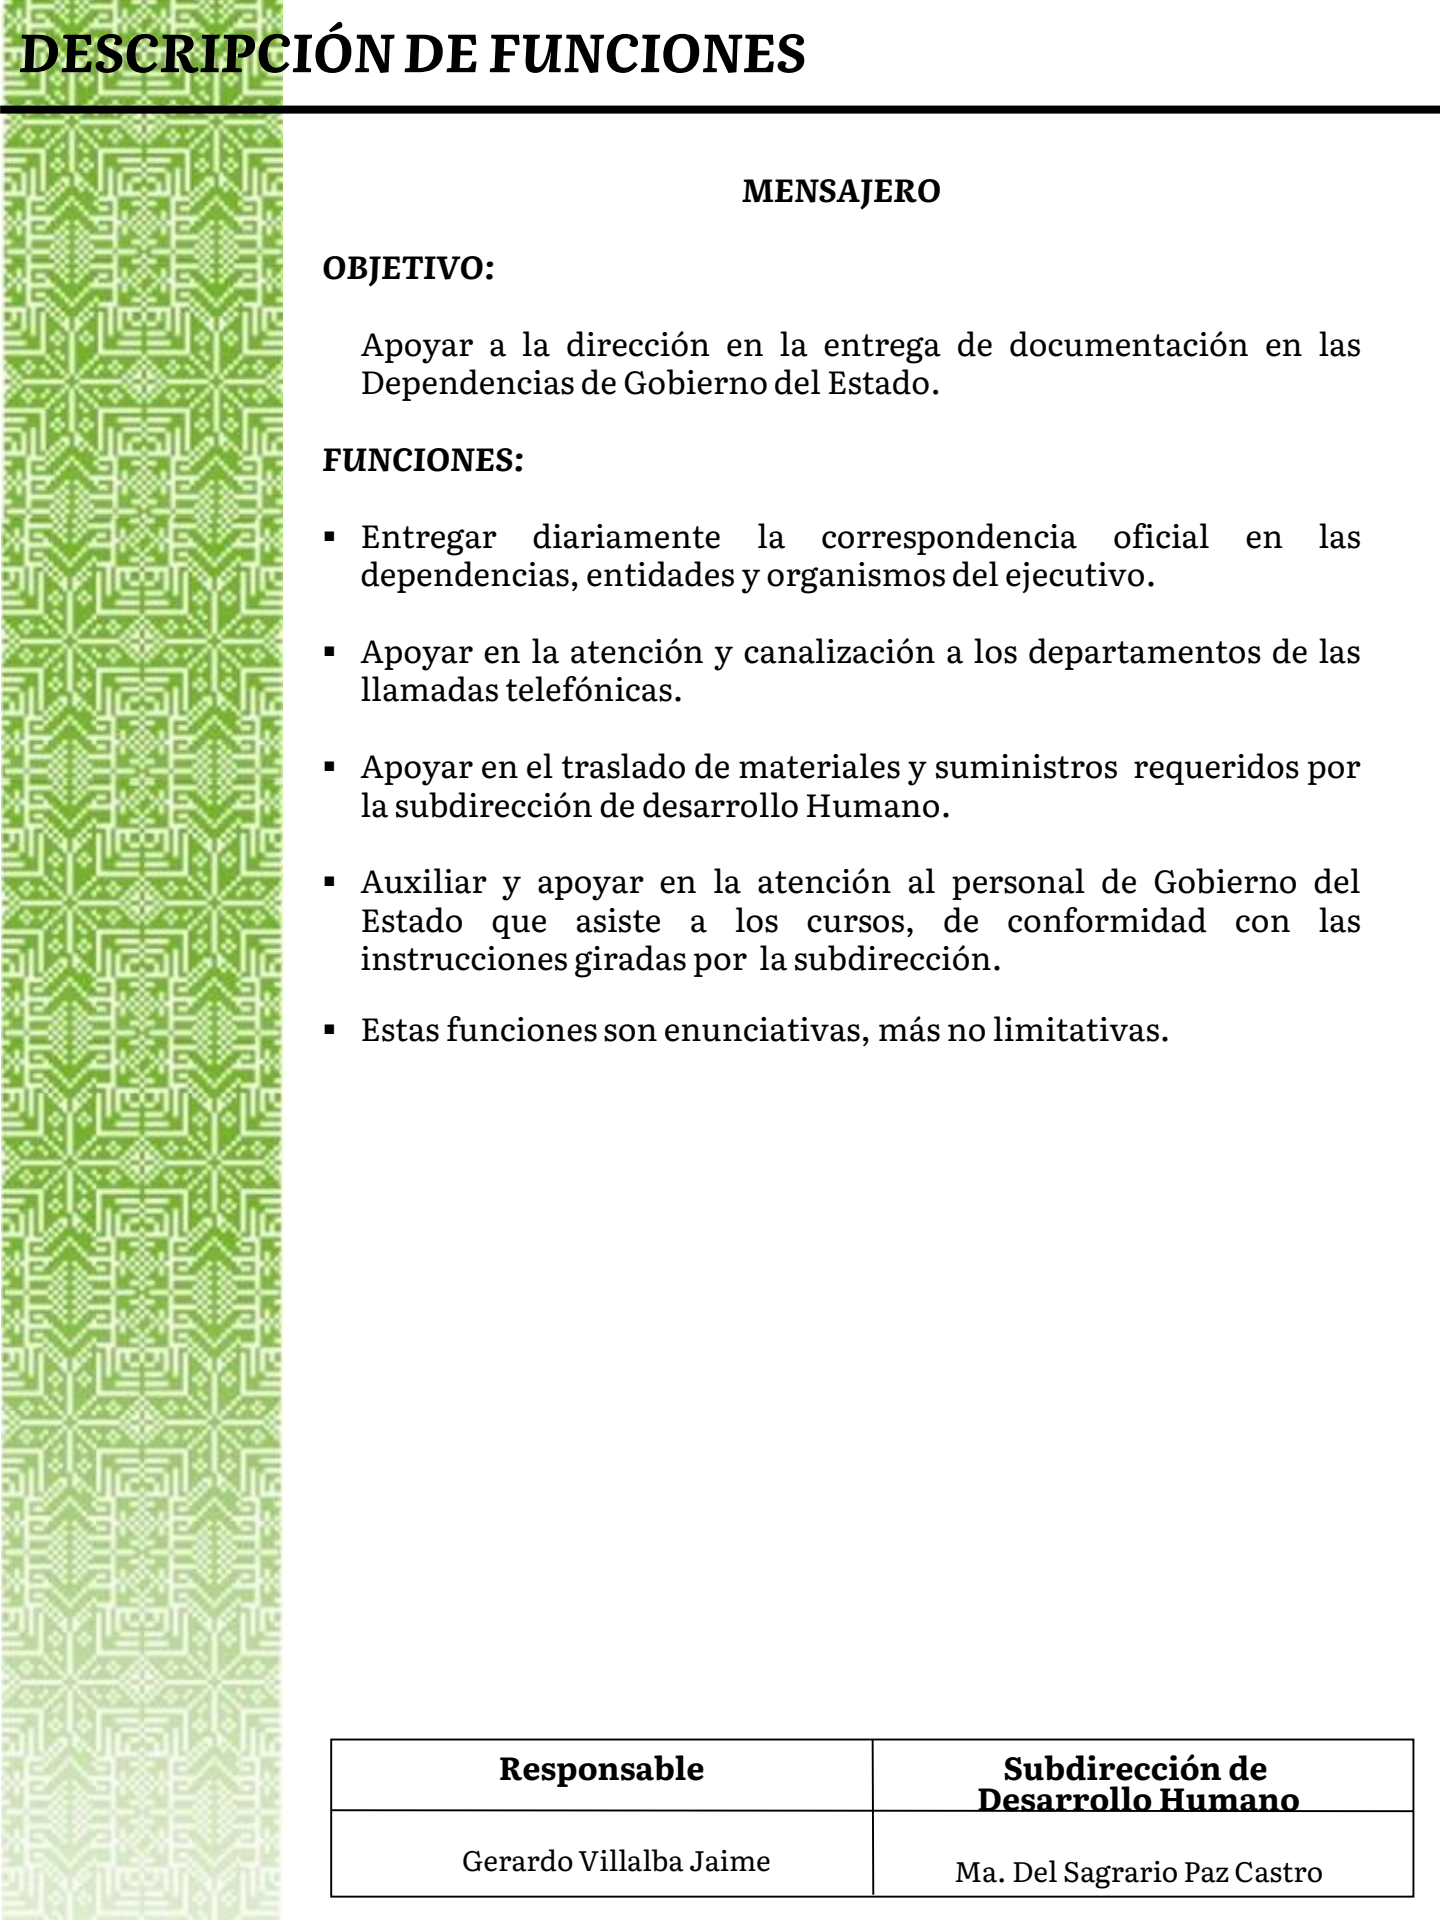 DESCRIPCIÓN DE FUNCIONES
MENSAJERO
OBJETIVO:
Apoyar a la dirección en la entrega de documentación en las
Dependencias de Gobierno del Estado.
FUNCIONES:
▪ Entregar diariamente la correspondencia oficial en las
dependencias, entidades y organismos del ejecutivo.
▪ Apoyar en la atención y canalización a los departamentos de las
llamadas telefónicas.
▪ Apoyar en el traslado de materiales y suministros requeridos por
la subdirección de desarrollo Humano.
▪ Auxiliar y apoyar en la atención al personal de Gobierno del
Estado que asiste a los cursos, de conformidad con las
instrucciones giradas por la subdirección.
▪ Estas funciones son enunciativas, más no limitativas.
Responsable
Subdirección de
Desarrollo Humano
Gerardo Villalba Jaime
Ma. Del Sagrario Paz Castro